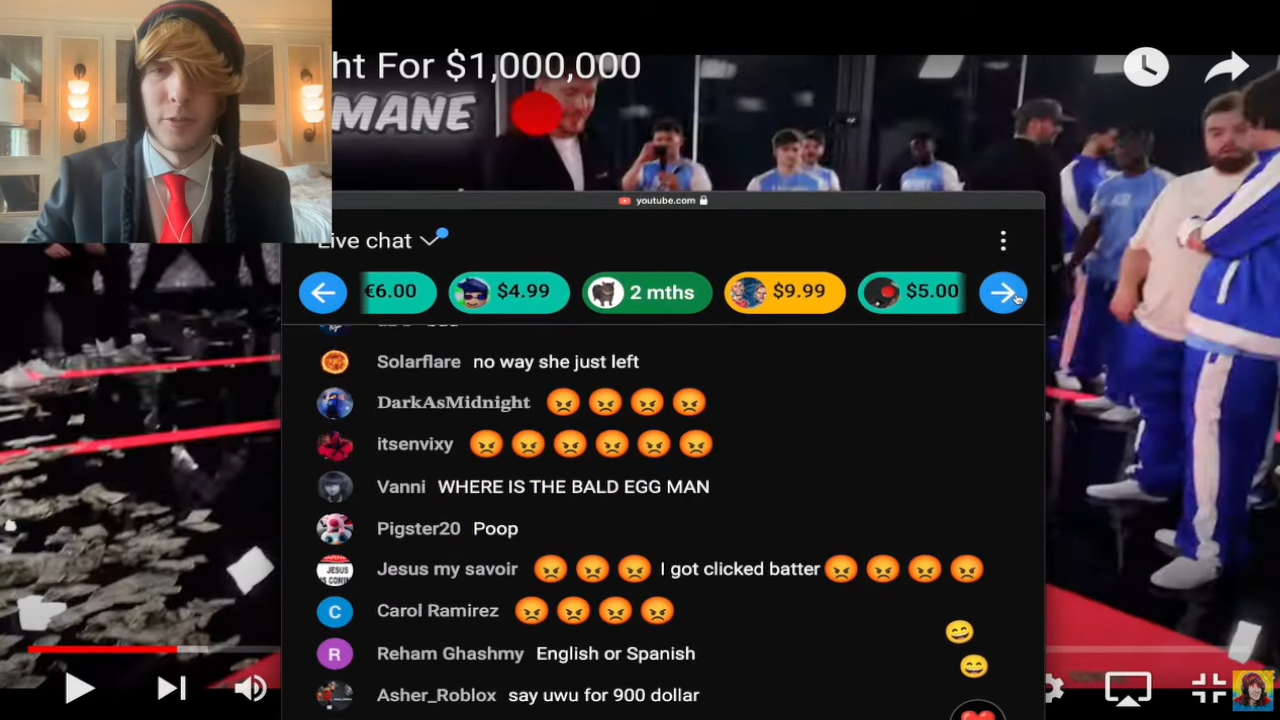 ht For $1,000,000
MANE
youtube.com
Live chat
€6.00
$4.99
2 mths
$9.99
$5.00
Solarflare no way she just left
DarkAsMidnight 😡 😡 😡 😡
itsenvixy 😡 😡 😡 😡 😡 😡
Vanni WHERE IS THE BALD EGG MAN
Pigster20 Poop
Jesus my savoir 😡 😡 😡 I got clicked batter 😡 😡 😡 😡
Carol Ramirez 😡 😡 😡 😡
C
Reham Ghashmy English or Spanish
R
Asher_Roblox say uwu for 900 dollar